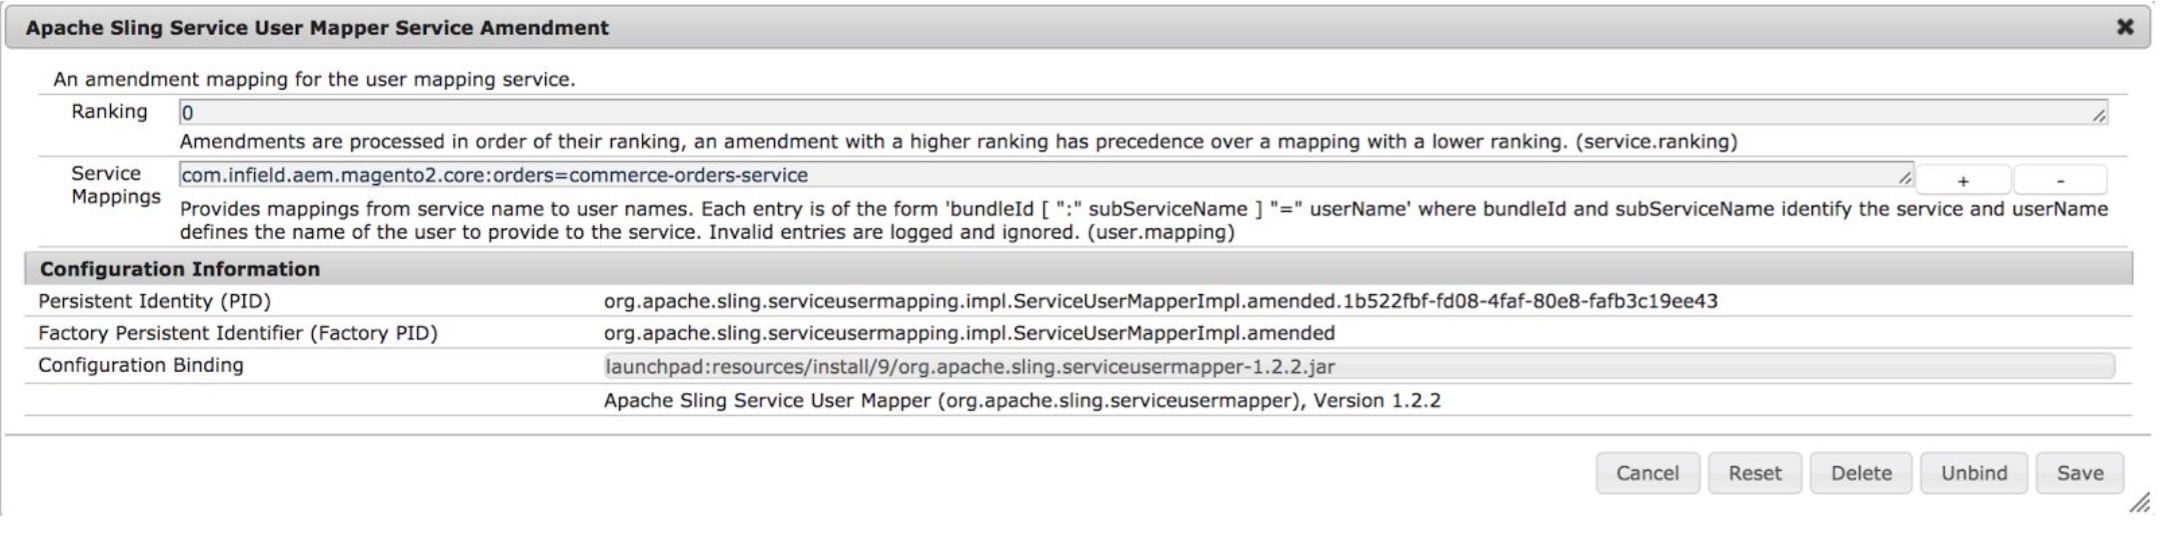 Apache Sling Service User Mapper Service Amendment
An amendment mapping for the user mapping service.
Ranking
0
Amendments are processed in order of their ranking, an amendment with a higher ranking has precedence over a mapping with a lower ranking. (service.ranking)
Service
Mappings
com.infield.aem.magento2.core:orders=commerce-orders-service
+
-
Provides mappings from service name to user names. Each entry is of the form 'bundleId [ ":" subServiceName ] "=" userName' where bundleId and subServiceName identify the service and userName
defines the name of the user to provide to the service. Invalid entries are logged and ignored. (user.mapping)
Configuration Information
Persistent Identity (PID) org.apache.sling.serviceusermapping.impl.ServiceUserMapperImpl.amended.1b522fbf-fd08-4faf-80e8-fafb3c19ee43
Factory Persistent Identifier (Factory PID) org.apache.sling.serviceusermapping.impl.ServiceUserMapperImpl.amended
Configuration Binding launchpad:resources/install/9/org.apache.sling.serviceusermapper-1.2.2.jar
Apache Sling Service User Mapper (org.apache.sling.serviceusermapper), Version 1.2.2
Cancel Reset Delete Unbind Save